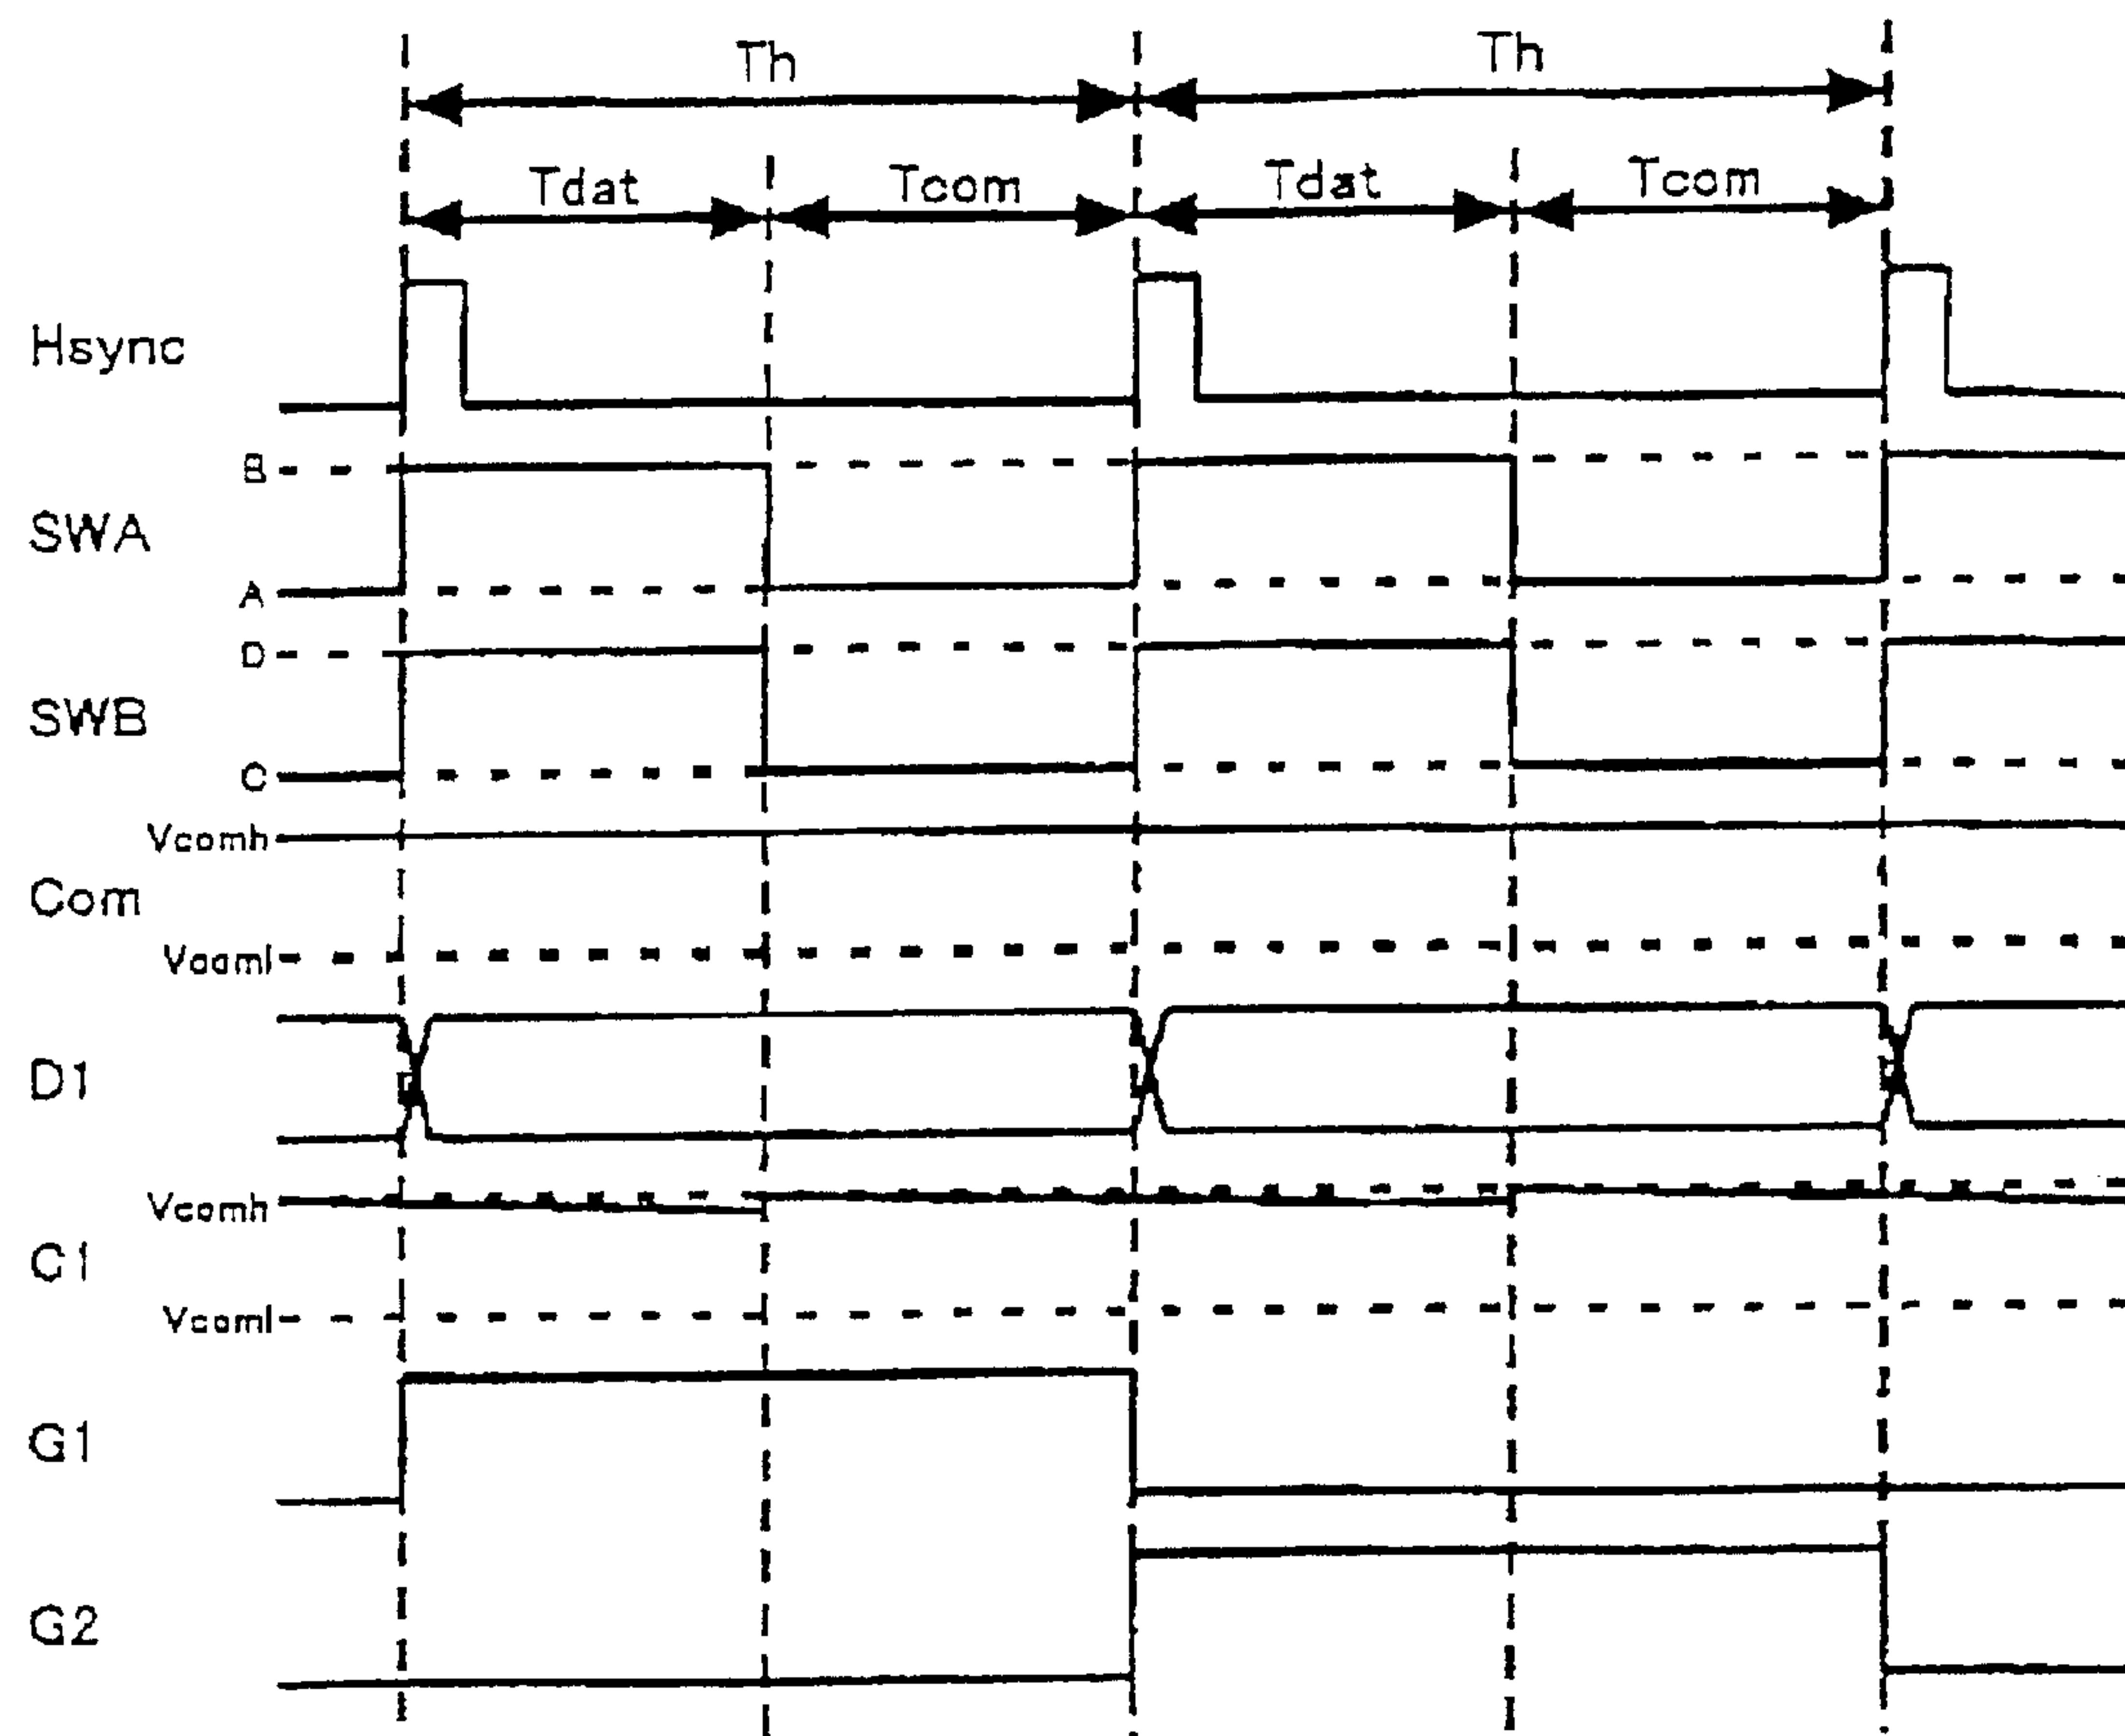 Th Th
Tdat Tcom Tdat Tcom
Hsync
B
SWA
A
D
SWB
C
Vcomh
Com
Vcoml
D1
Vcomh
C1
Vcoml
G1
G2